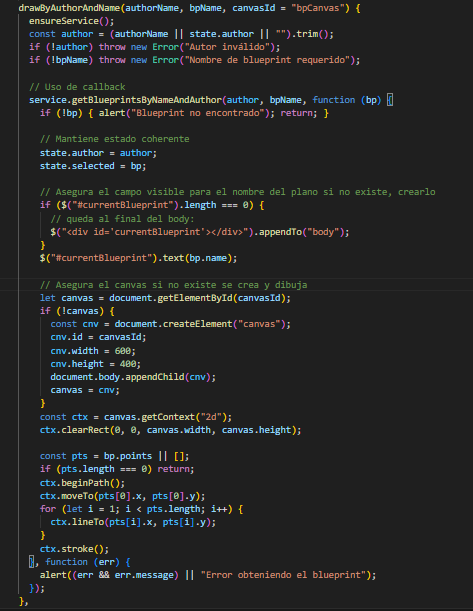 drawByAuthorAndName(authorName, bpName, canvasId = "bpCanvas") {
  ensureService();
  const author = (authorName || state.author || "").trim();
  if (!author) throw new Error("Autor inválido");
  if (!bpName) throw new Error("Nombre de blueprint requerido");

  // Uso de callback
  service.getBlueprintsByNameAndAuthor(author, bpName, function (bp) {
    if (!bp) { alert("Blueprint no encontrado"); return; }

    // Mantiene estado coherente
    state.author = author;
    state.selected = bp;

    // Asegura el campo visible para el nombre del plano si no existe, crearlo
    if ($("#currentBlueprint").length === 0) {
      // queda al final del body:
      $("<div id='currentBlueprint'></div>").appendTo("body");
    }
    $("#currentBlueprint").text(bp.name);

    // Asegura el canvas si no existe se crea y dibuja
    let canvas = document.getElementById(canvasId);
    if (!canvas) {
      const cnv = document.createElement("canvas");
      cnv.id = canvasId;
      cnv.width = 600;
      cnv.height = 400;
      document.body.appendChild(cnv);
      canvas = cnv;
    }
    const ctx = canvas.getContext("2d");
    ctx.clearRect(0, 0, canvas.width, canvas.height);

    const pts = bp.points || [];
    if (pts.length === 0) return;
    ctx.beginPath();
    ctx.moveTo(pts[0].x, pts[0].y);
    for (let i = 1; i < pts.length; i++) {
      ctx.lineTo(pts[i].x, pts[i].y);
    }
    ctx.stroke();
  }, function (err) {
    alert((err && err.message) || "Error obteniendo el blueprint");
  });
},